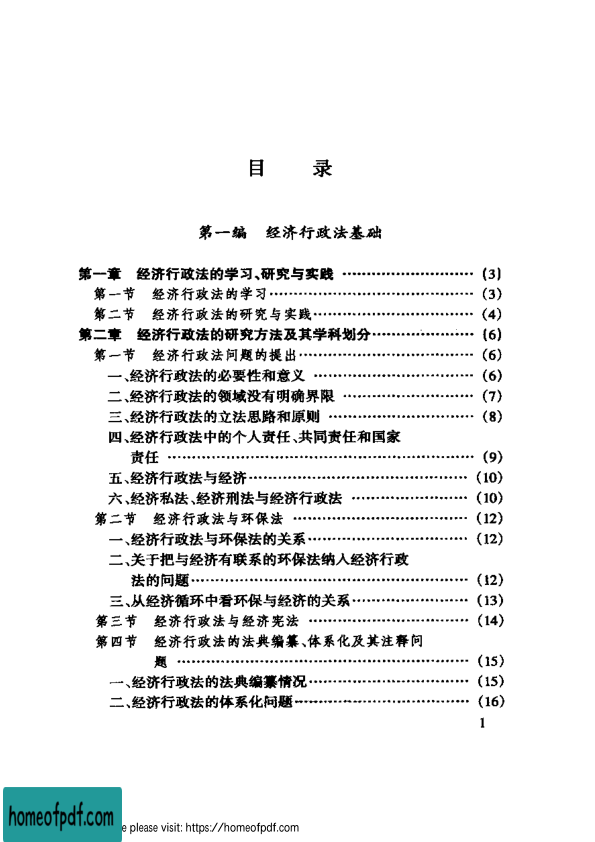 目 录
第一编 经济行政法基础
第一章 经济行政法的学习、研究与实践 ………………………… (3)
第一节 经济行政法的学习………………………………… (3)
第二节 经济行政法的研究与实践………………………… (4)
第二章 经济行政法的研究方法及其学科划分………………… (6)
第一节 经济行政法问题的提出…………………………… (6)
一、经济行政法的必要性和意义 ………………………… (6)
二、经济行政法的领域没有明确界限 …………………… (7)
三、经济行政法的立法思路和原则 ……………………… (8)
四、经济行政法中的个人责任、共同责任和国家
责任 ……………………………………………………… (9)
五、经济行政法与经济…………………………………… (10)
六、经济私法、经济刑法与经济行政法 ………………… (10)
第二节 经济行政法与环保法 …………………………… (12)
一、经济行政法与环保法的关系………………………… (12)
二、关于把与经济有联系的环保法纳人经济行政
法的问题………………………………………………… (12)
三、从经济循环中看环保与经济的关系………………… (13)
第三节 经济行政法与经济宪法 ………………………… (14)
第四节 经济行政法的法典编纂、体系化及其注释问
题 ………………………………………………………… (15)
一、经济行政法的法典编纂情况………………………… (15)
二、经济行政法的体系化问题…………………………… (16)
1
homeofpdf.com
e please visit: https://homeofpdf.com